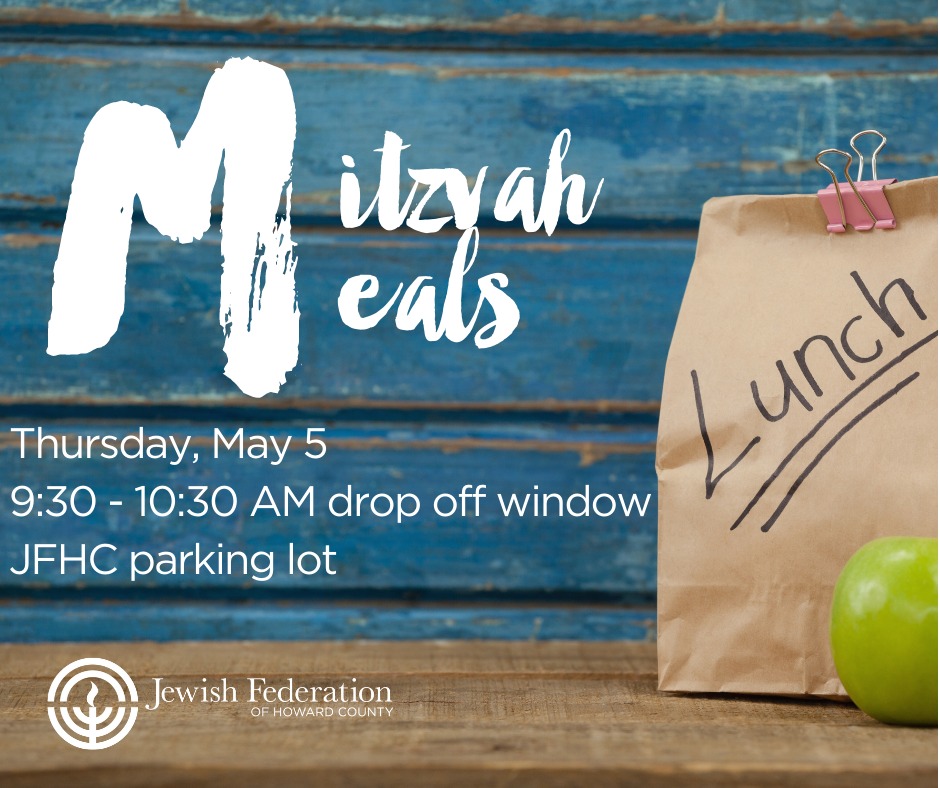 Mitzvah
Meals
Thursday, May 5
9:30 - 10:30 AM drop off window
JFHC parking lot
Lunch
Jewish Federation
OF HOWARD COUNTY